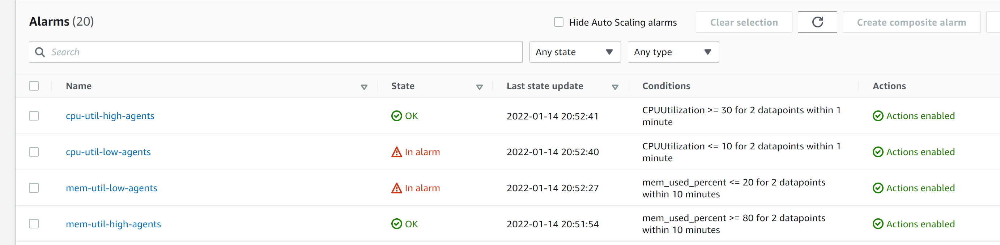 Alarms (20)
Hide Auto Scaling alarms
Clear selection
Create composite alarm
Search
Any state
Any type
Name
State
Last state update
Conditions
Actions
cpu-util-high-agents
OK
2022-01-14 20:52:41
CPUUtilization >= 30 for 2 datapoints within 1
minute
Actions enabled
cpu-util-low-agents
In alarm
2022-01-14 20:52:40
CPUUtilization <= 10 for 2 datapoints within 1
minute
Actions enabled
mem-util-low-agents
In alarm
2022-01-14 20:52:27
mem_used_percent <= 20 for 2 datapoints
within 10 minutes
Actions enabled
mem-util-high-agents
OK
2022-01-14 20:51:54
mem_used_percent >= 80 for 2 datapoints
within 10 minutes
Actions enabled